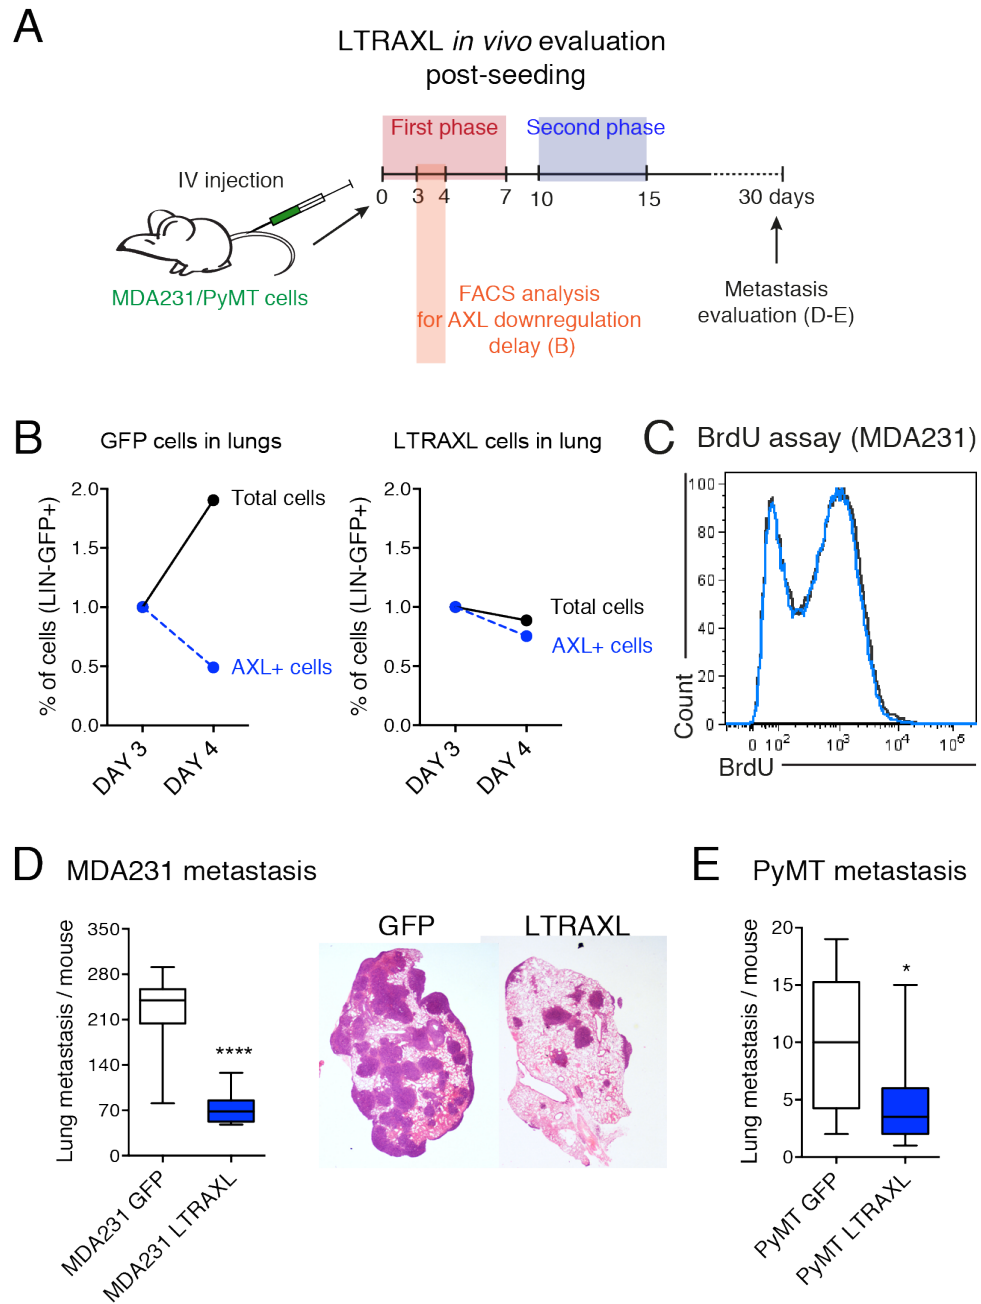 A
LTRAXL in vivo evaluation
post-seeding
First phase
Second phase
IV injection
0 3 4 7 10 15 30 days
MDA231/PyMT cells
FACS analysis
for AXL downregulation
delay (B)
Metastasis
evaluation (D-E)
B
GFP cells in lungs
% of cells (LIN-GFP+)
2.0
1.5
1.0
0.5
0.0
Total cells
AXL+ cells
DAY 3
DAY 4
LTRAXL cells in lung
% of cells (LIN-GFP+)
2.0
1.5
1.0
0.5
0.0
Total cells
AXL+ cells
DAY 3
DAY 4
C
BrdU assay (MDA231)
Count
100
80
60
40
20
0
0 10² 10³ 10⁴ 10⁵
BrdU
D
MDA231 metastasis
Lung metastasis / mouse
350
280
210
140
70
0
****
MDA231 GFP
MDA231 LTRAXL
GFP
LTRAXL
E
PyMT metastasis
Lung metastasis / mouse
20
15
10
5
0
*
PyMT GFP
PyMT LTRAXL